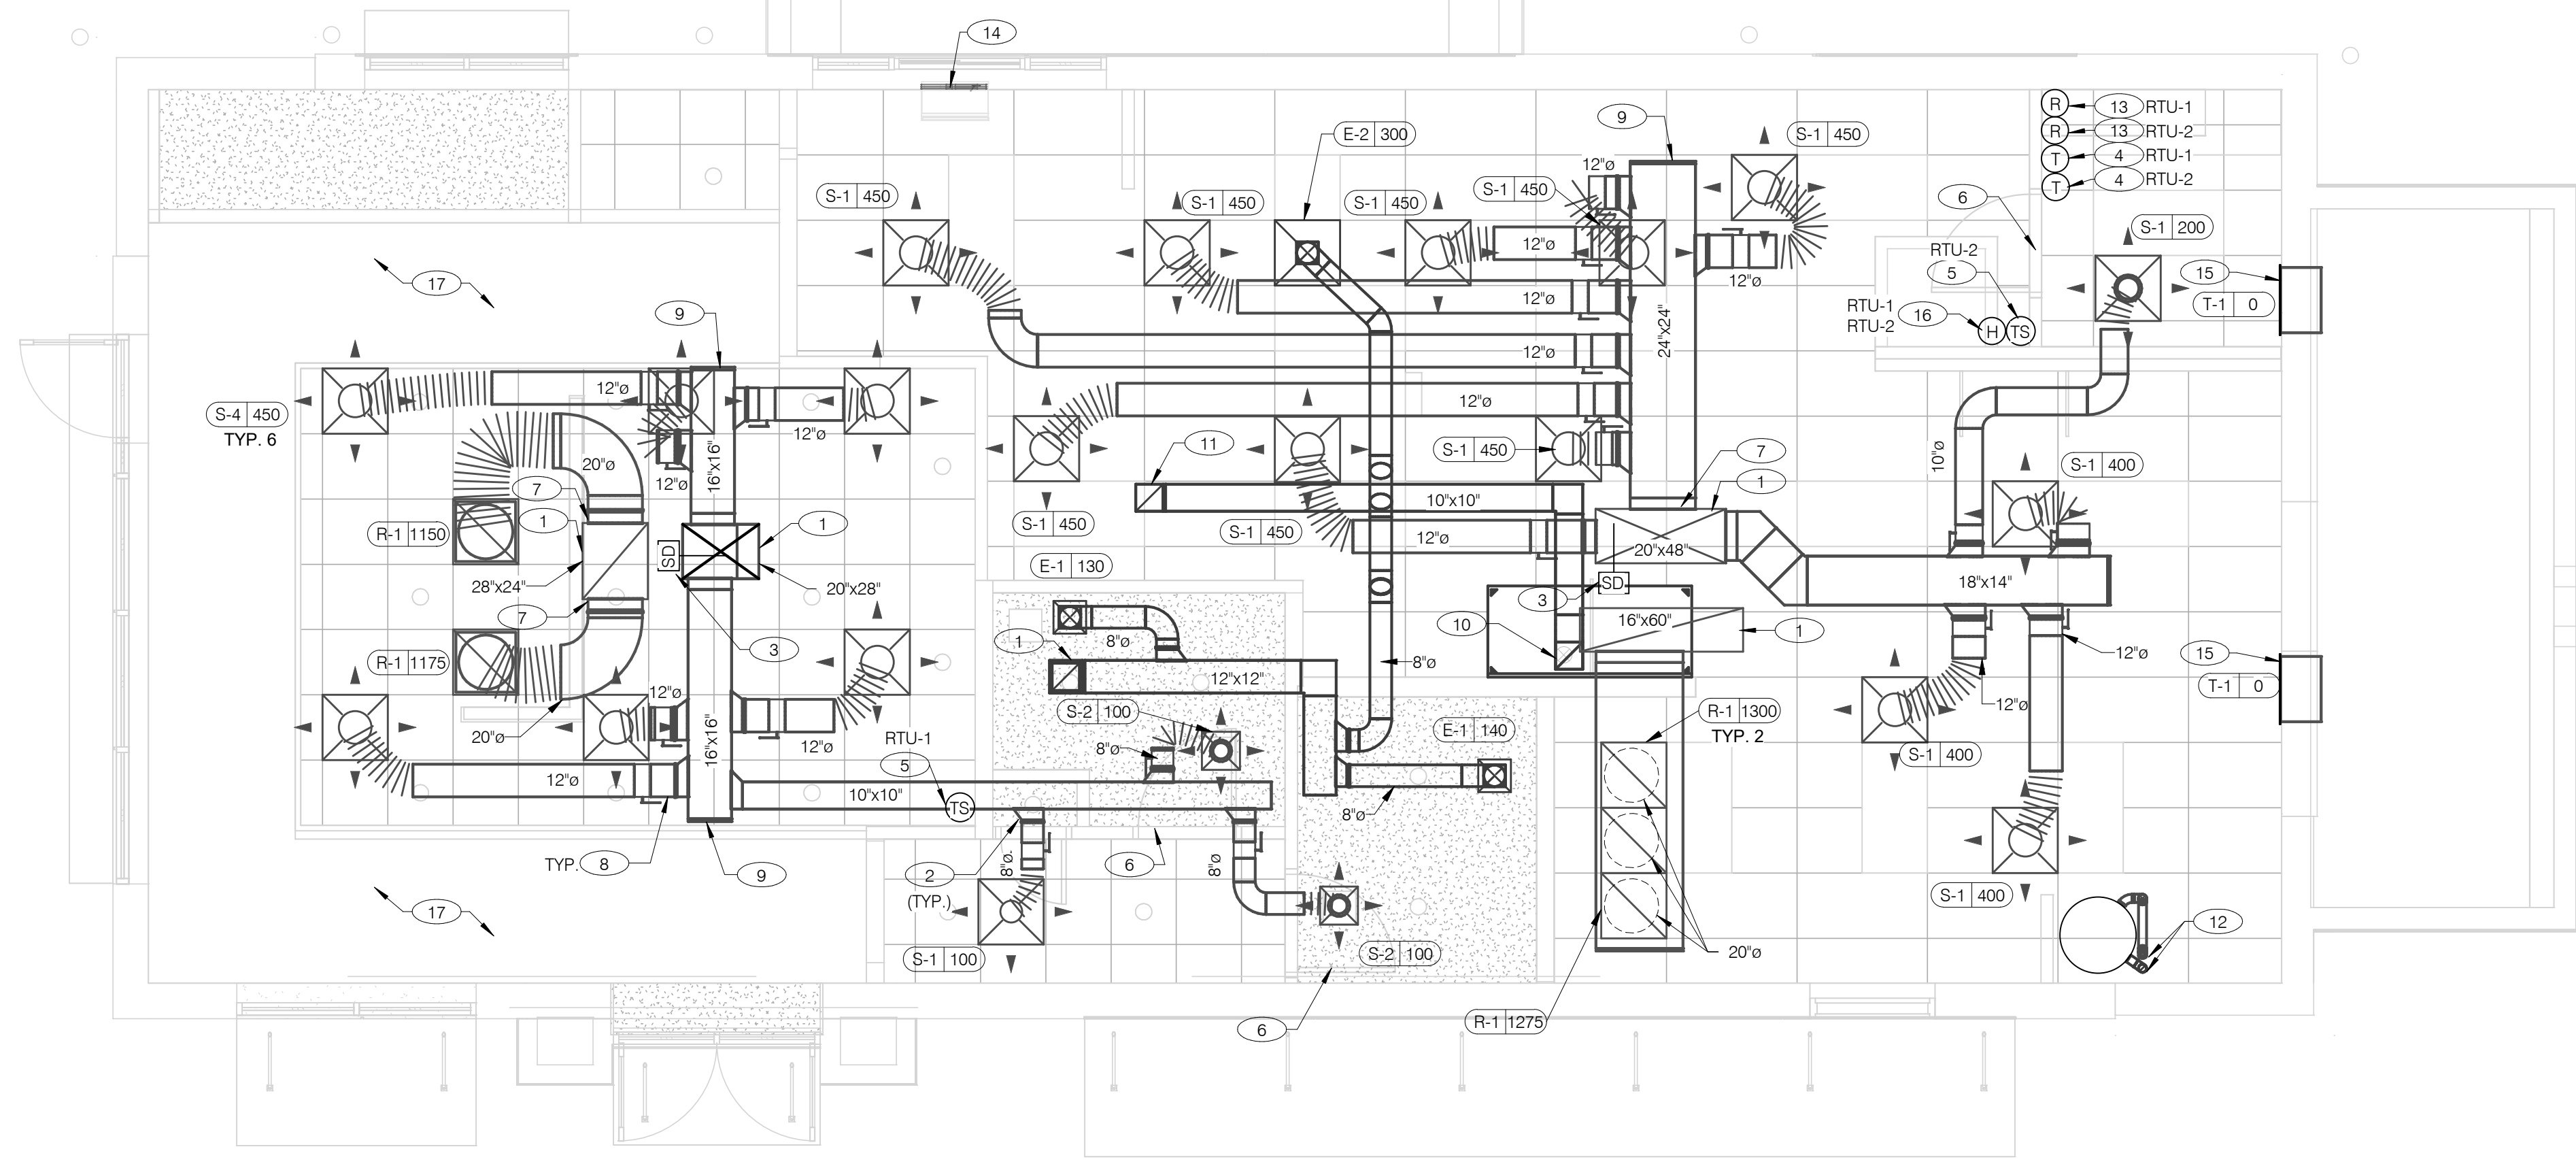 14
E-2 300
9
S-1 450
R 13 RTU-1
R 13 RTU-2
T 4 RTU-1
T 4 RTU-2
12"ø
S-1 450
S-1 450
S-1 450
S-1 450
6
S-1 200
12"ø
RTU-2
5
15
17
12"ø
12"ø
T-1 0
RTU-1
RTU-2
16
H
TS
9
24"x24"
12"ø
12"ø
12"ø
S-4 450
TYP. 6
12"ø
11
S-1 450
7
10"ø
S-1 400
20"ø
16"x16"
12"ø
7
1
10"x10"
1
1
S-1 450
S-1 450
R-1 1150
12"ø
20"x48"
SD
E-1 130
SD
18"x14"
28"x24"
20"x28"
3
7
16"x60"
10
1
8"ø
1
3
12"ø
15
R-1 1175
8"ø
12"x12"
T-1 0
12"ø
12"ø
S-2 100
R-1 1300
TYP. 2
E-1 140
20"ø
16"x16"
12"ø
RTU-1
5
8"ø
S-1 400
12"ø
10"x10"
TS
8"ø
TYP. 8
9
2
(TYP.)
8"ø
6
8"ø
S-1 400
17
12
S-1 100
S-2 100
20"ø
6
R-1 1275